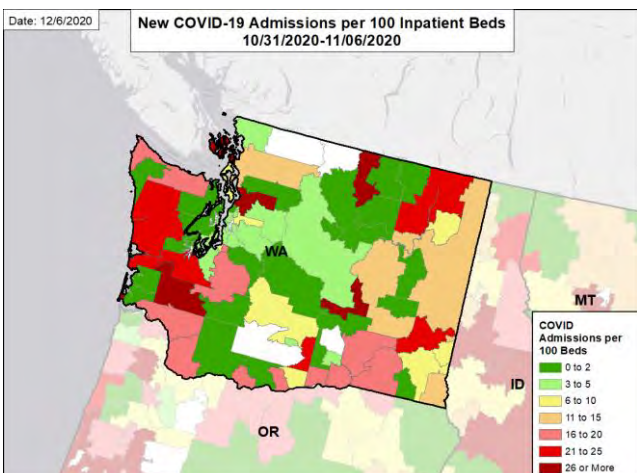 Date: 12/6/2020
New COVID-19 Admissions per 100 Inpatient Beds
10/31/2020-11/06/2020
WA
MT
ID
OR
COVID
Admissions per
100 Beds
0 to 2
3 to 5
6 to 10
11 to 15
16 to 20
21 to 25
26 or More